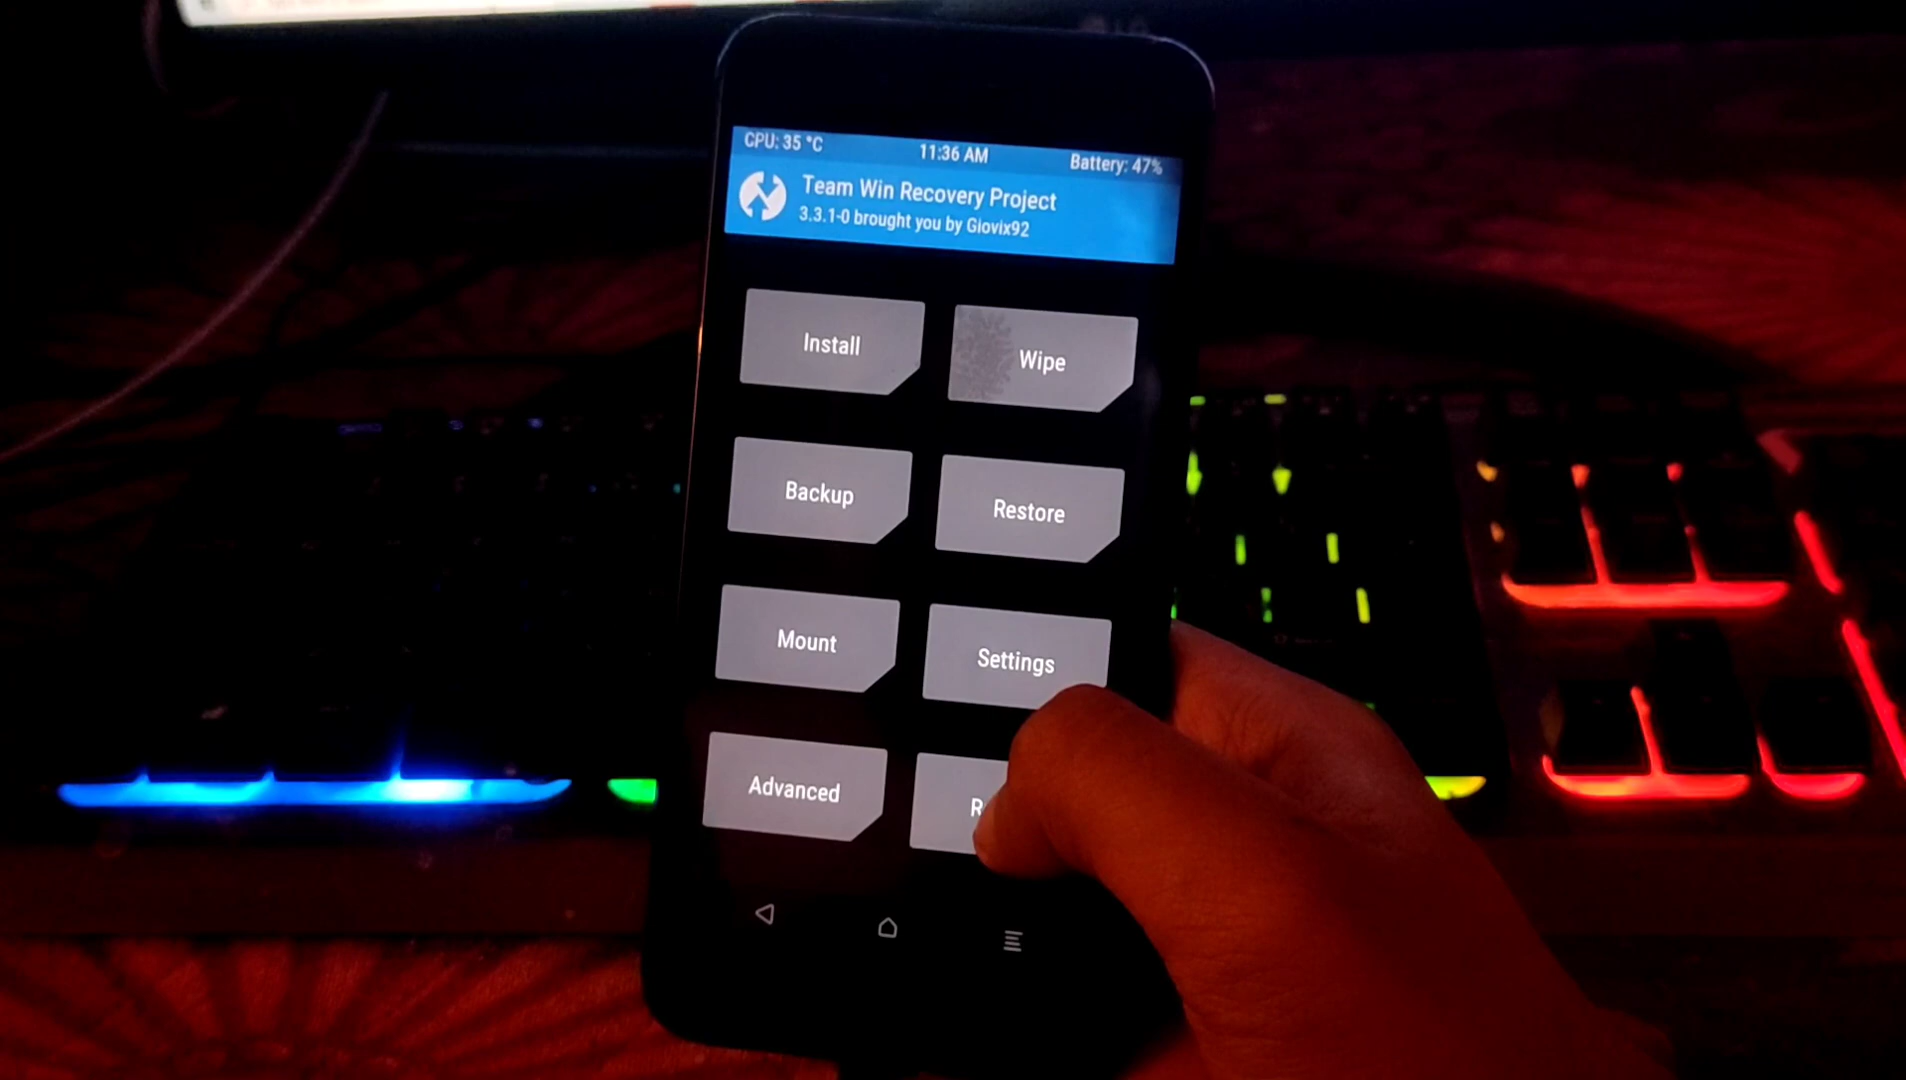 CPU: 35 °C
11:36 AM
Battery: 47%
Team Win Recovery Project
3.3.1-0 brought you by Giovix92
Install
Wipe
Backup
Restore
Mount
Settings
Advanced